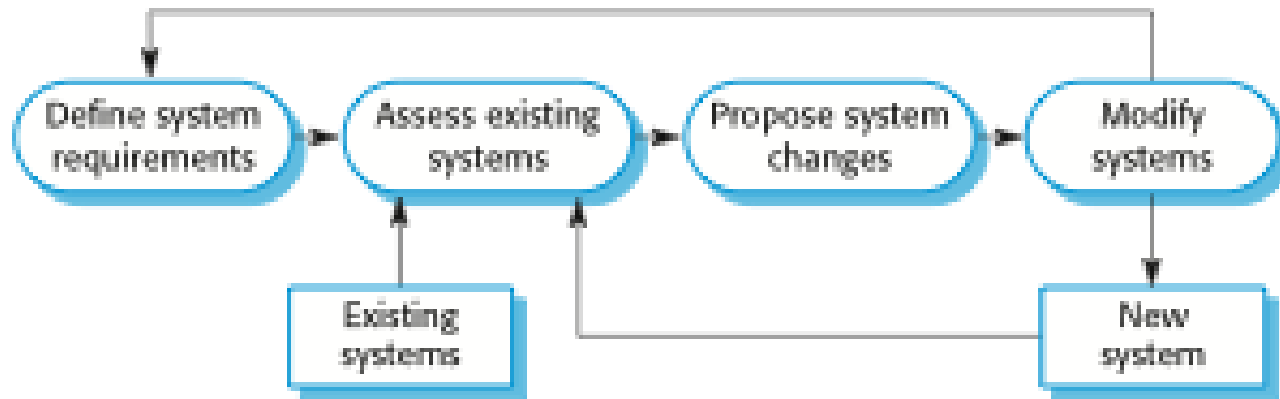 Define system
requirements
Assess existing
systems
Propose system
changes
Modify
systems
Existing
systems
New
system